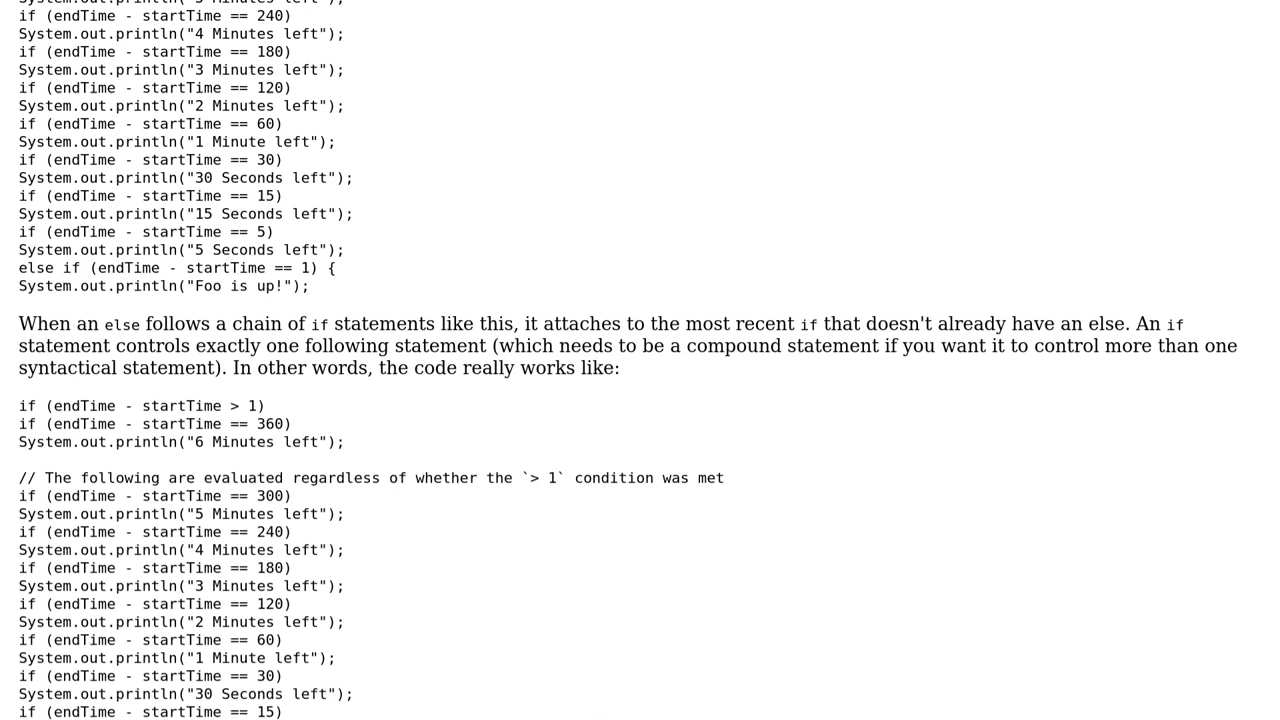 System.out.println("5 Minutes left");
if (endTime - startTime == 240)
System.out.println("4 Minutes left");
if (endTime - startTime == 180)
System.out.println("3 Minutes left");
if (endTime - startTime == 120)
System.out.println("2 Minutes left");
if (endTime - startTime == 60)
System.out.println("1 Minute left");
if (endTime - startTime == 30)
System.out.println("30 Seconds left");
if (endTime - startTime == 15)
System.out.println("15 Seconds left");
if (endTime - startTime == 5)
System.out.println("5 Seconds left");
else if (endTime - startTime == 1) {
System.out.println("Foo is up!");
When an else follows a chain of if statements like this, it attaches to the most recent if that doesn't already have an else. An if
statement controls exactly one following statement (which needs to be a compound statement if you want it to control more than one
syntactical statement). In other words, the code really works like:
if (endTime - startTime > 1)
if (endTime - startTime == 360)
System.out.println("6 Minutes left");
// The following are evaluated regardless of whether the `> 1` condition was met
if (endTime - startTime == 300)
System.out.println("5 Minutes left");
if (endTime - startTime == 240)
System.out.println("4 Minutes left");
if (endTime - startTime == 180)
System.out.println("3 Minutes left");
if (endTime - startTime == 120)
System.out.println("2 Minutes left");
if (endTime - startTime == 60)
System.out.println("1 Minute left");
if (endTime - startTime == 30)
System.out.println("30 Seconds left");
if (endTime - startTime == 15)